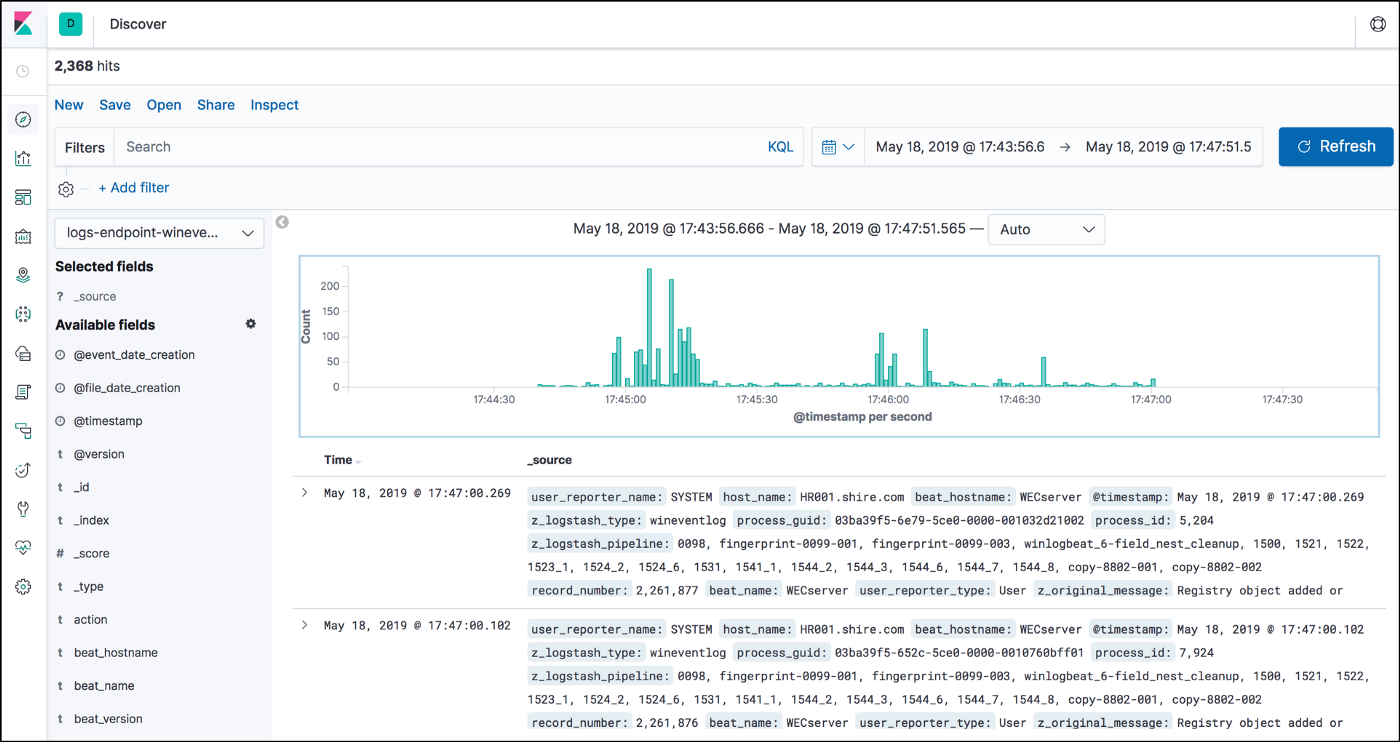 D Discover
2,368 hits
New Save Open Share Inspect
Filters Search KQL May 18, 2019 @ 17:43:56.6 → May 18, 2019 @ 17:47:51.5 Refresh
+ Add filter
logs-endpoint-wineve...
Selected fields
? _source
Available fields
@event_date_creation
@file_date_creation
@timestamp
t @version
t _id
t _index
# _score
t _type
t action
t beat_hostname
t beat_name
t beat_version
May 18, 2019 @ 17:43:56.666 - May 18, 2019 @ 17:47:51.565 — Auto
Count
200
150
100
50
0
17:44:30 17:45:00 17:45:30 17:46:00 17:46:30 17:47:00 17:47:30
@timestamp per second
Time _source
May 18, 2019 @ 17:47:00.269 user_reporter_name: SYSTEM host_name: HR001.shire.com beat_hostname: WECserver @timestamp: May 18, 2019 @ 17:47:00.269
z_logstash_type: wineventlog process_guid: 03ba39f5-6e79-5ce0-0000-001032d21002 process_id: 5,204
z_logstash_pipeline: 0098, fingerprint-0099-001, fingerprint-0099-003, winlogbeat_6-field_nest_cleanup, 1500, 1521, 1522,
1523_1, 1524_2, 1524_6, 1531, 1541_1, 1544_2, 1544_3, 1544_6, 1544_7, 1544_8, copy-8802-001, copy-8802-002
record_number: 2,261,877 beat_name: WECserver user_reporter_type: User z_original_message: Registry object added or
May 18, 2019 @ 17:47:00.102 user_reporter_name: SYSTEM host_name: HR001.shire.com beat_hostname: WECserver @timestamp: May 18, 2019 @ 17:47:00.102
z_logstash_type: wineventlog process_guid: 03ba39f5-652c-5ce0-0000-0010760bff01 process_id: 7,924
z_logstash_pipeline: 0098, fingerprint-0099-001, fingerprint-0099-003, winlogbeat_6-field_nest_cleanup, 1500, 1521, 1522,
1523_1, 1524_2, 1524_6, 1531, 1541_1, 1544_2, 1544_3, 1544_6, 1544_7, 1544_8, copy-8802-001, copy-8802-002
record_number: 2,261,876 beat_name: WECserver user_reporter_type: User z_original_message: Registry object added or